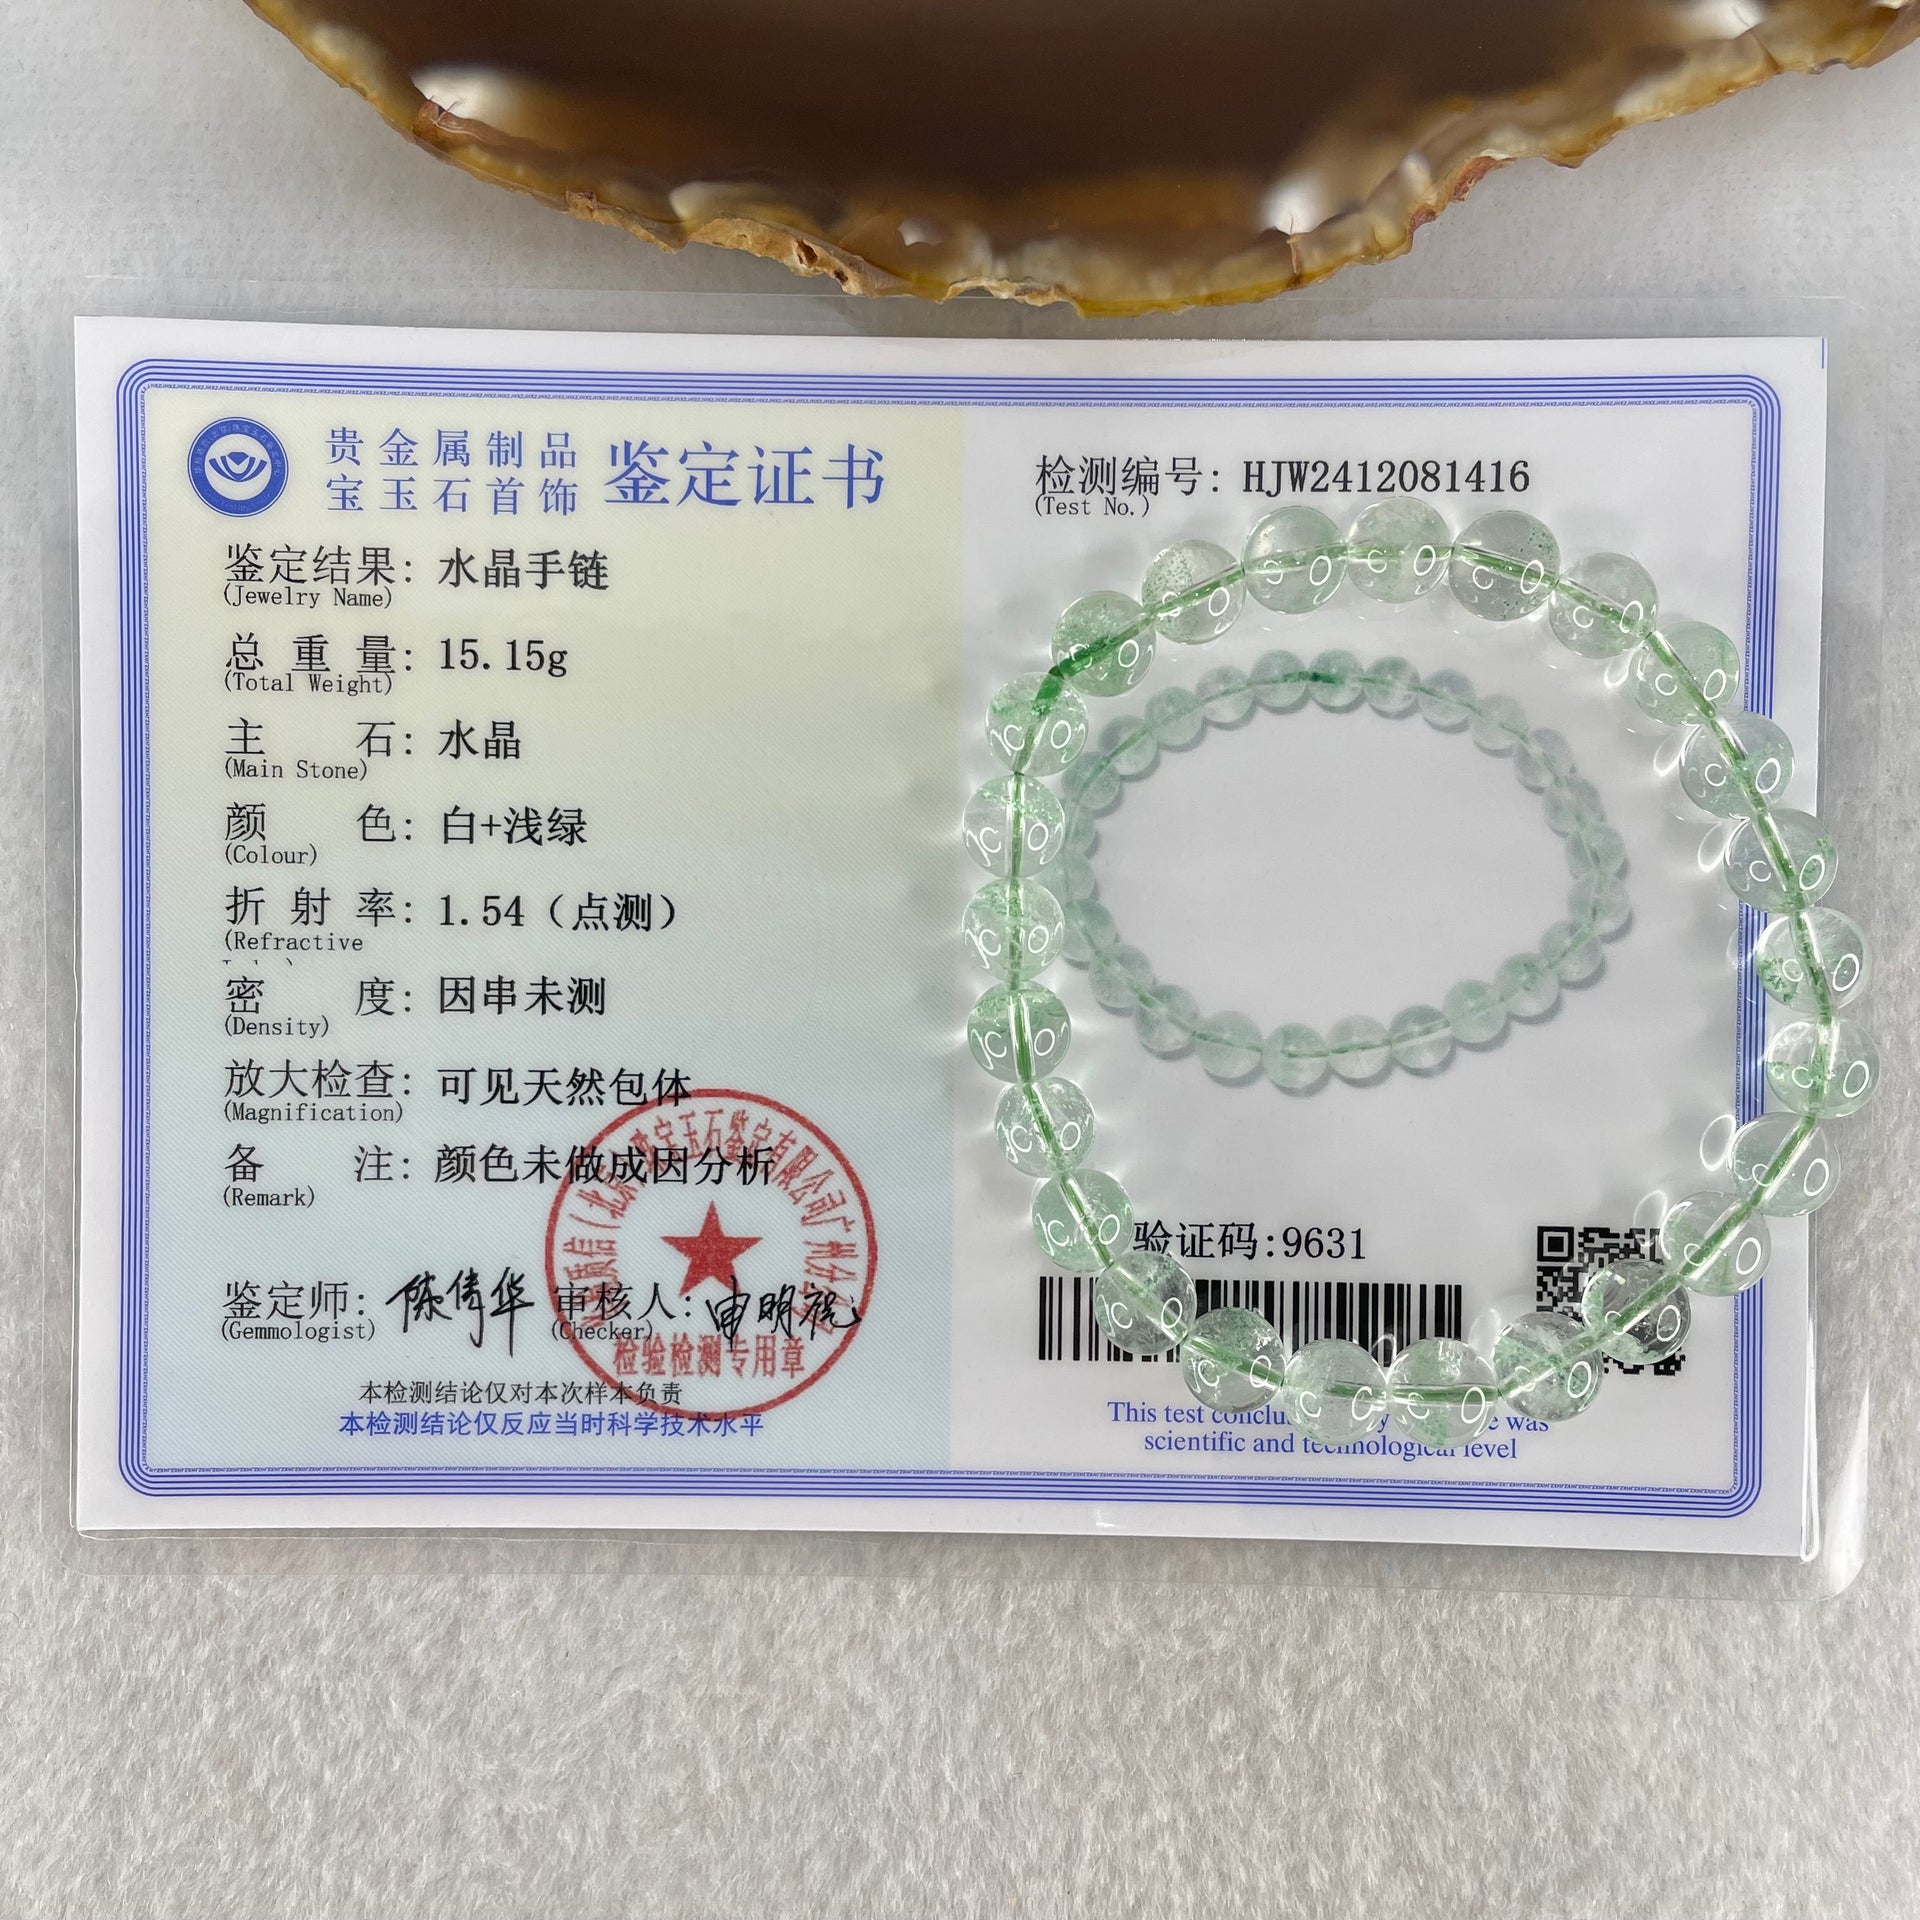 贵金属制品
宝玉石首饰
鉴定证书
鉴定结果: 水晶手链
(Jewelry Name)
总重量: 15.15g
(Total Weight)
主石: 水晶
(Main Stone)
颜色: 白+浅绿
(Colour)
折射率: 1.54（点测）
(Refractive
密度: 因串未测
(Density)
放大检查: 可见天然包体
(Magnification)
备注: 颜色未做成因分析
(Remark)
鉴定师: 审核人:
(Gemmologist) (Checker)
检验检测专用章
本检测结论仅对本次样本负责
本检测结论仅反应当时科学技术水平
检测编号: HJW2412081416
(Test No.)
验证码:9631
This test was
scientific and technological level